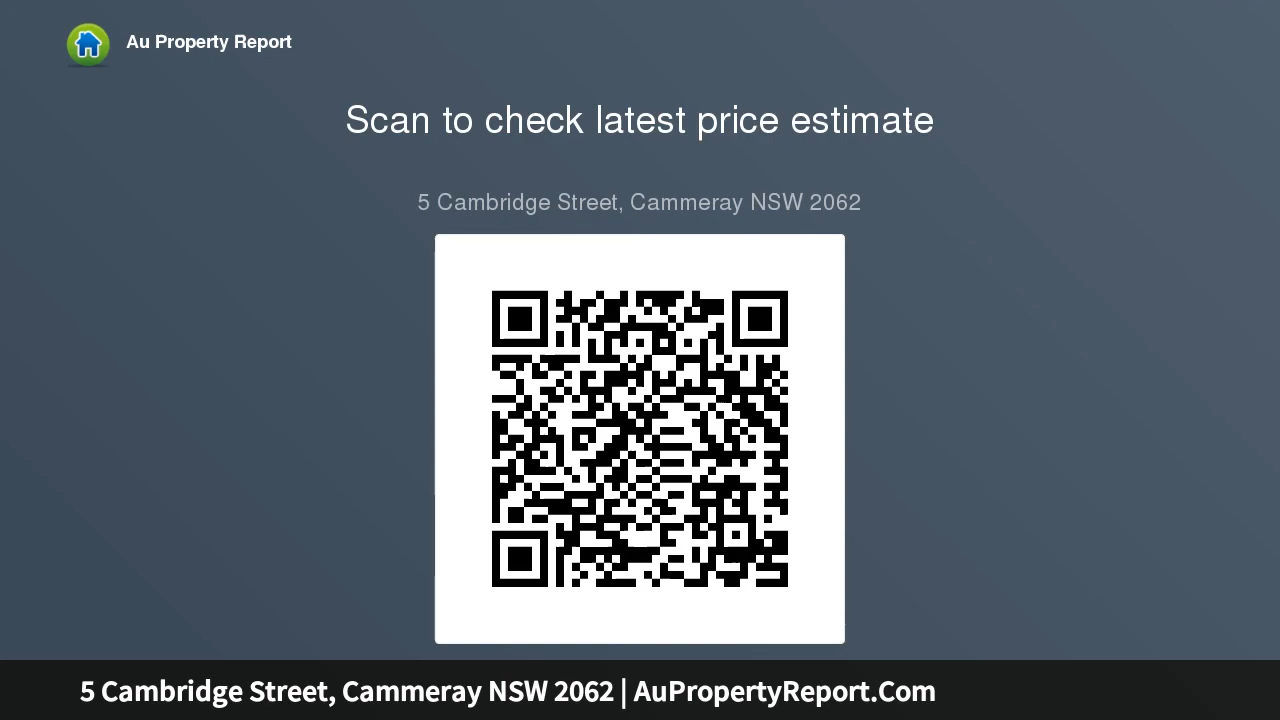 Au Property Report
Scan to check latest price estimate
5 Cambridge Street, Cammeray NSW 2062
5 Cambridge Street, Cammeray NSW 2062 | AuPropertyReport.Com